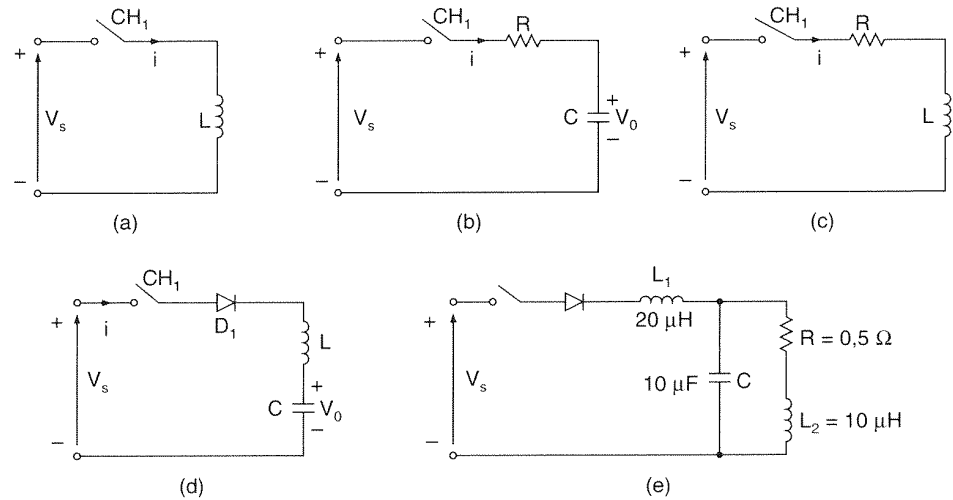 CH₁
+
i
Vₛ
L
–
(a)
CH₁
R
+
i
Vₛ
C
+
V₀
–
–
(b)
CH₁
R
+
i
Vₛ
L
–
(c)
CH₁
+
i
D₁
L
Vₛ
+
C
V₀
–
–
(d)
L₁
20 μH
+
R = 0,5 Ω
Vₛ
10 μF
C
L₂ = 10 μH
–
(e)